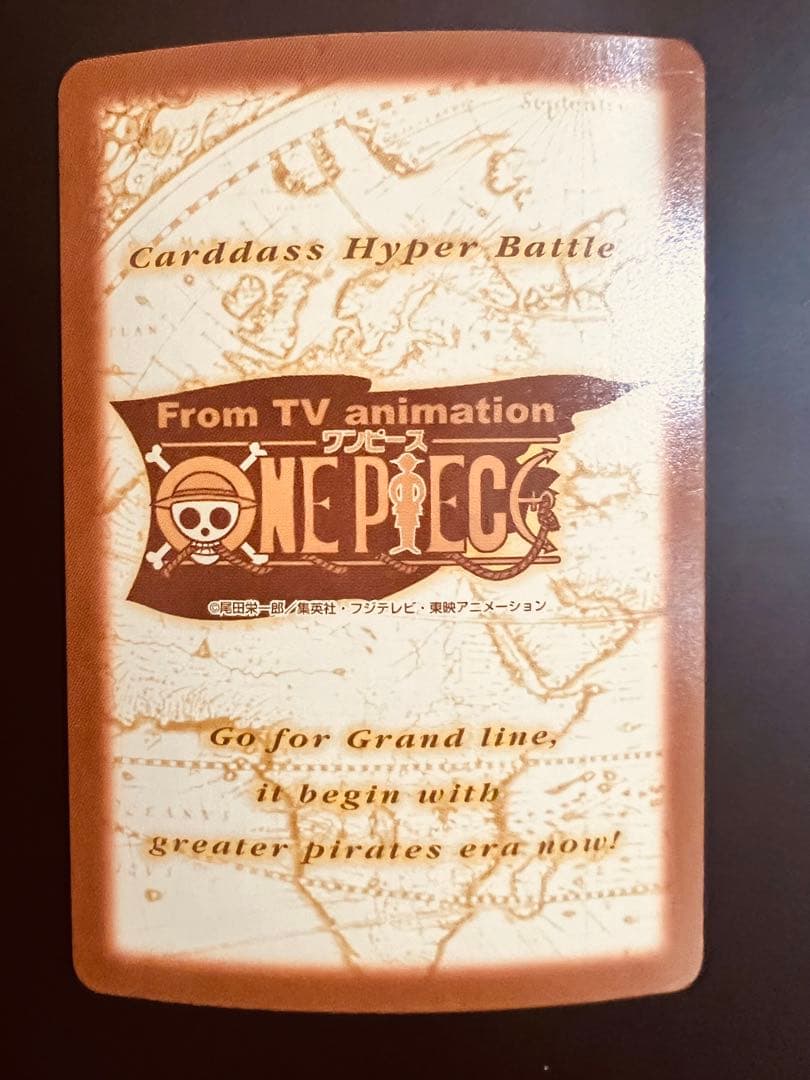 Carddass Hyper Battle
From TV animation
ワンピース
ONE PIECE
©尾田栄一郎／集英社・フジテレビ・東映アニメーション
Go for Grand line,
it begin with
greater pirates era now!